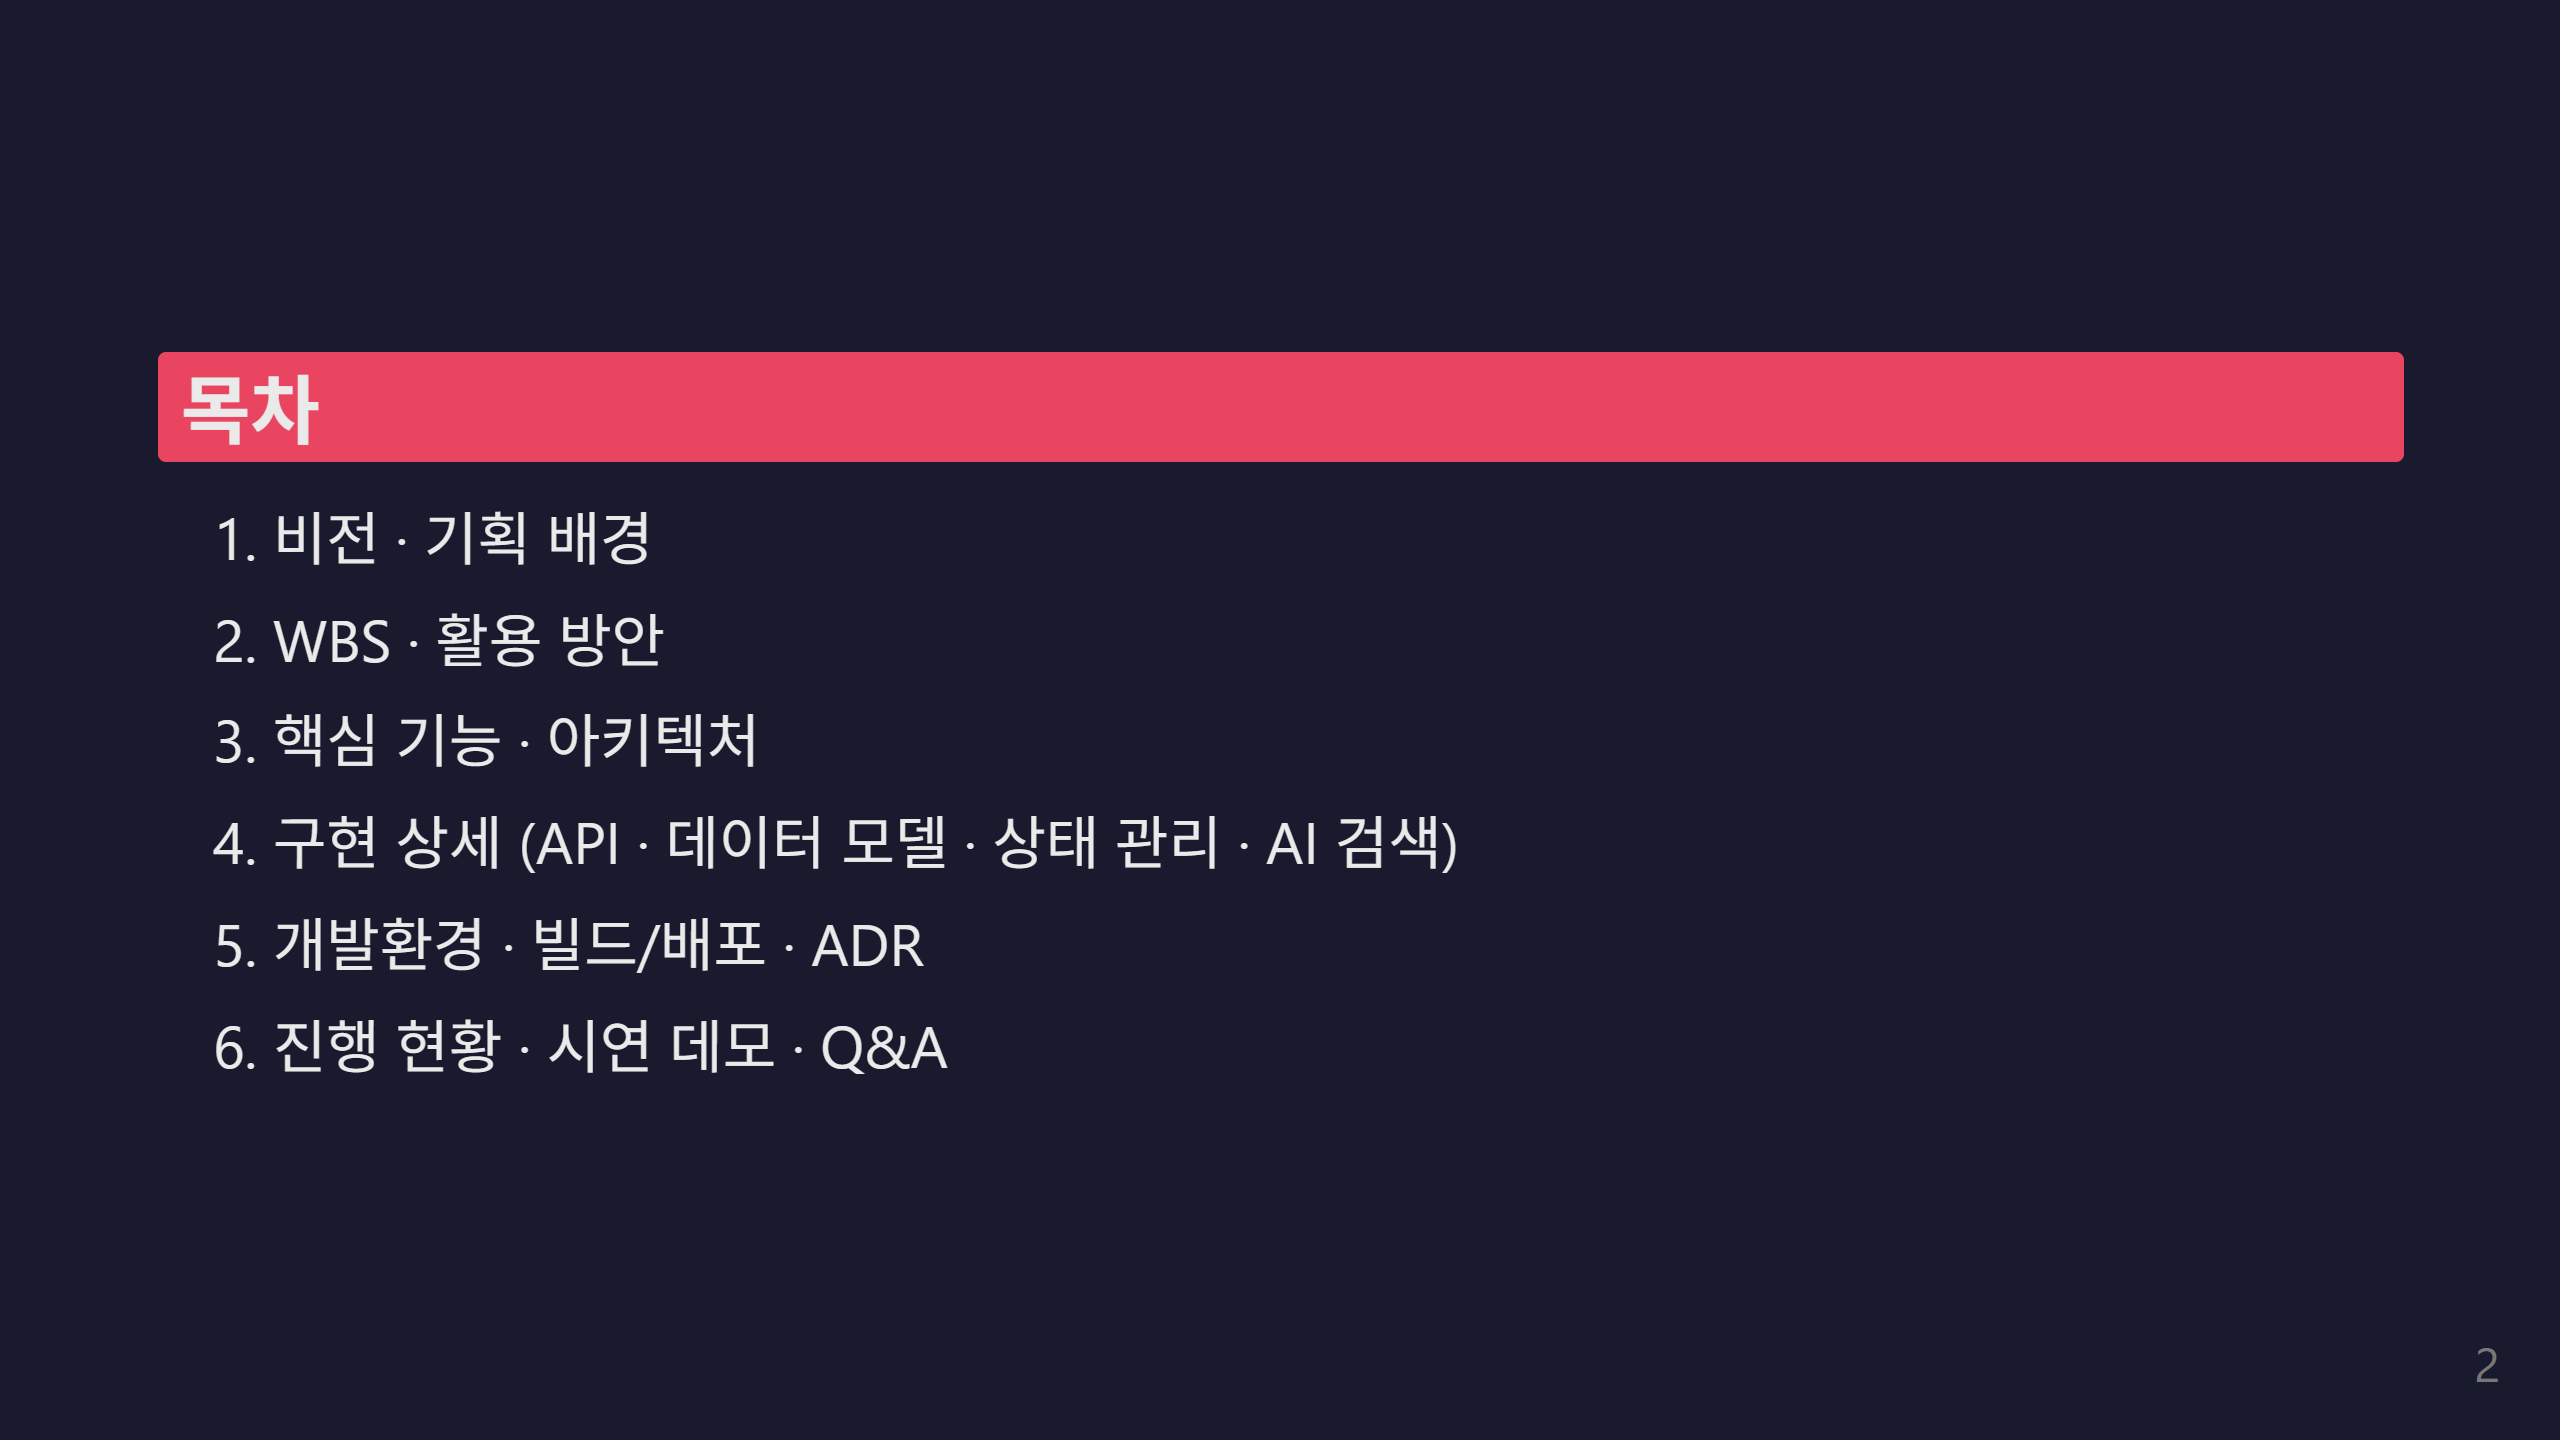 목차
1. 비전 · 기획 배경
2. WBS · 활용 방안
3. 핵심 기능 · 아키텍처
4. 구현 상세 (API · 데이터 모델 · 상태 관리 · AI 검색)
5. 개발환경 · 빌드/배포 · ADR
6. 진행 현황 · 시연 데모 · Q&A
2